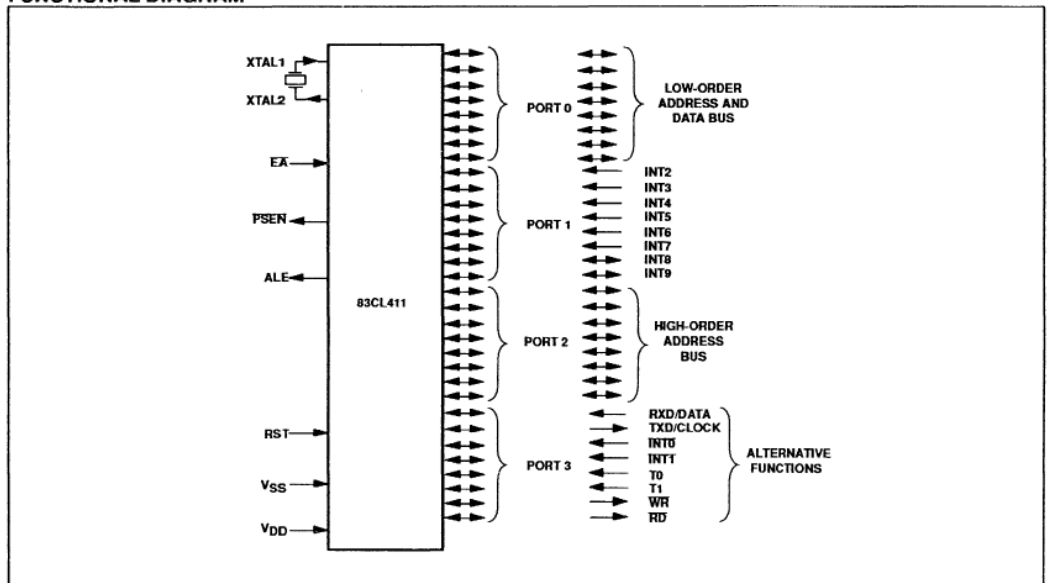 FUNCTIONAL DIAGRAM
XTAL1
XTAL2
EA
PSEN
ALE
RST
VSS
VDD
83CL411
PORT 0
LOW-ORDER
ADDRESS AND
DATA BUS
PORT 1
INT2
INT3
INT4
INT5
INT6
INT7
INT8
INT9
PORT 2
HIGH-ORDER
ADDRESS
BUS
PORT 3
RXD/DATA
TXD/CLOCK
INT0
INT1
T0
T1
WR
RD
ALTERNATIVE
FUNCTIONS